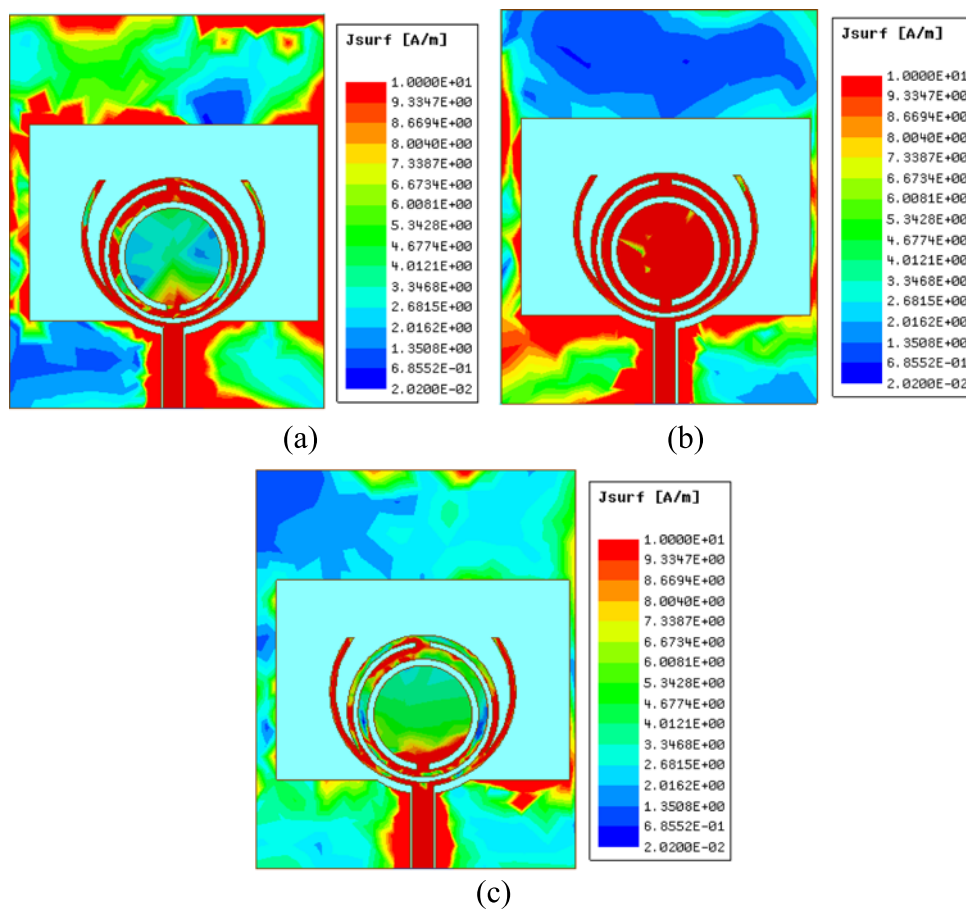 Jsurf [A/m]
1.0000E+01
9.3347E+00
8.6694E+00
8.0040E+00
7.3387E+00
6.6734E+00
6.0081E+00
5.3428E+00
4.6774E+00
4.0121E+00
3.3468E+00
2.6815E+00
2.0162E+00
1.3508E+00
6.8552E-01
2.0200E-02
(a)
Jsurf [A/m]
1.0000E+01
9.3347E+00
8.6694E+00
8.0040E+00
7.3387E+00
6.6734E+00
6.0081E+00
5.3428E+00
4.6774E+00
4.0121E+00
3.3468E+00
2.6815E+00
2.0162E+00
1.3508E+00
6.8552E-01
2.0200E-02
(b)
Jsurf [A/m]
1.0000E+01
9.3347E+00
8.6694E+00
8.0040E+00
7.3387E+00
6.6734E+00
6.0081E+00
5.3428E+00
4.6774E+00
4.0121E+00
3.3468E+00
2.6815E+00
2.0162E+00
1.3508E+00
6.8552E-01
2.0200E-02
(c)